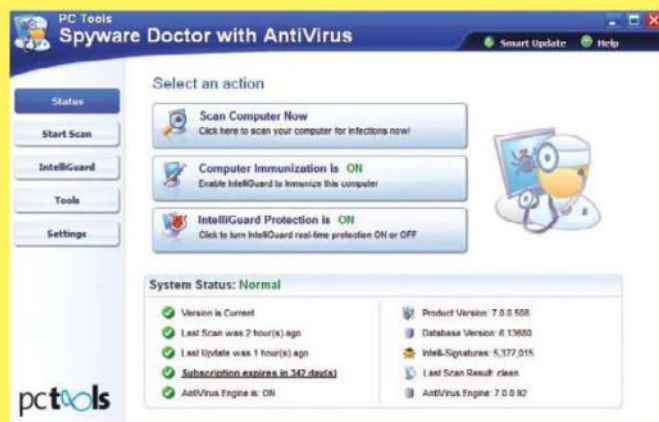 PC Tools
Spyware Doctor with AntiVirus
Smart Update Help
Status
Start Scan
IntelliGuard
Tools
Settings
Select an action
Scan Computer Now
Click here to scan your computer for infections now!
Computer Immunization is ON
Enable IntelliGuard to immunize this computer
IntelliGuard Protection is ON
Click to turn IntelliGuard real-time protection ON or OFF
System Status: Normal
Version is Current
Last Scan was 2 hour(s) ago
Last Update was 1 hour(s) ago
Subscription expires in 342 day(s)
AntiVirus Engine is: ON
Product Version: 7.0.0.508
Database Version: 6.13680
Intelli-Signatures: 5,377,015
Last Scan Result: clean
AntiVirus Engine: 7.0.0.92
pctools